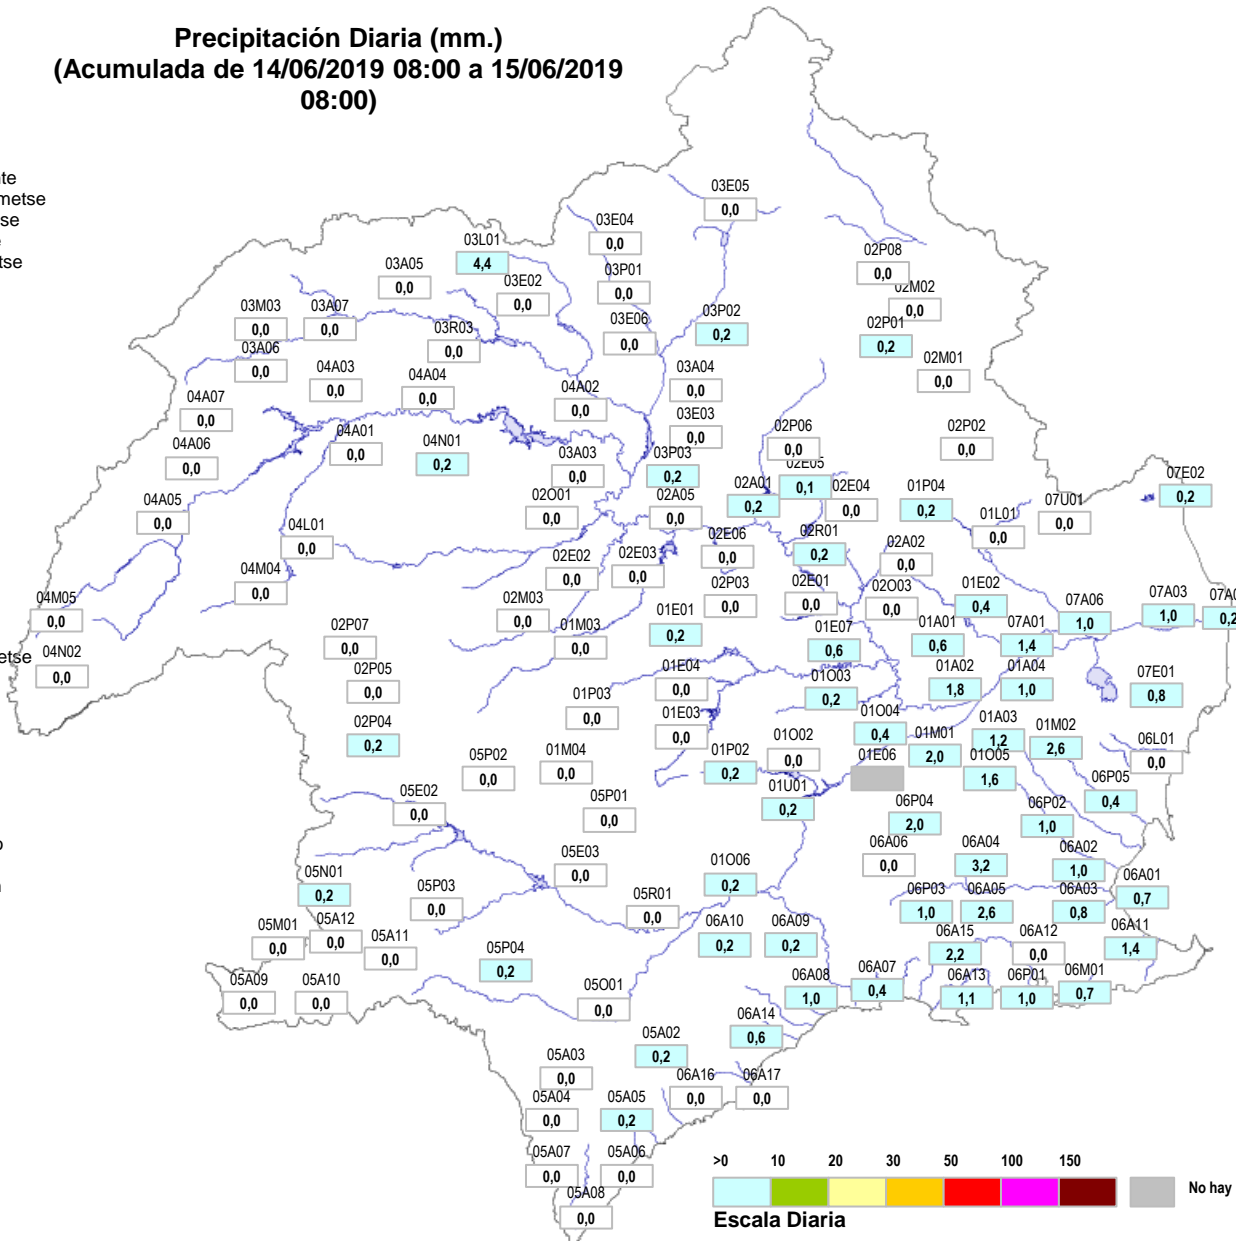 Precipitación Diaria (mm.)
(Acumulada de 14/06/2019 08:00 a 15/06/2019
08:00)
03E05
0,0
03E04
0,0
03L01
4,4
02P08
0,0
03A05
0,0
03P01
0,0
03E02
0,0
02M02
0,0
03M03
0,0
03A07
0,0
03P02
0,2
03E06
0,0
03R03
0,0
02P01
0,2
03A06
0,0
02M01
0,0
04A03
0,0
03A04
0,0
04A04
0,0
04A02
0,0
04A07
0,0
03E03
0,0
04A01
0,0
02P06
0,0
02P02
0,0
04A06
0,0
04N01
0,2
03A03
0,0
03P03
0,2
02E05
0,1
07E02
0,2
02A01
0,2
02E04
0,0
01P04
0,2
04A05
0,0
02O01
0,0
02A05
0,0
07U01
0,0
01L01
0,0
04L01
0,0
02E06
0,0
02R01
0,2
02A02
0,0
02E02
0,0
02E03
0,0
04M04
0,0
02P03
0,0
02E01
0,0
02O03
0,0
01E02
0,4
07A03
1,0
07A0
0,2
04M05
0,0
02M03
0,0
01E01
0,2
07A06
1,0
02P07
0,0
01M03
0,0
01E07
0,6
01A01
0,6
07A01
1,4
etse
04N02
0,0
02P05
0,0
01E04
0,0
01O03
0,2
01A02
1,8
01A04
1,0
07E01
0,8
01P03
0,0
01E03
0,0
01O04
0,4
01A03
1,2
02P04
0,2
01M01
2,0
01M02
2,6
06L01
0,0
05P02
0,0
01M04
0,0
01P02
0,2
01O02
0,0
01E06
01O05
1,6
05E02
0,0
05P01
0,0
01U01
0,2
06P04
2,0
06P02
1,0
06P05
0,4
05E03
0,0
01O06
0,2
06A06
0,0
06A04
3,2
06A02
1,0
05N01
0,2
05P03
0,0
05R01
0,0
06P03
1,0
06A05
2,6
06A03
0,8
06A01
0,7
05M01
0,0
05A12
0,0
05A11
0,0
06A10
0,2
06A09
0,2
06A15
2,2
06A12
0,0
06A11
1,4
05P04
0,2
05A09
0,0
05A10
0,0
05O01
0,0
06A08
1,0
06A07
0,4
06A13
1,1
06P01
1,0
06M01
0,7
06A14
0,6
05A02
0,2
05A03
0,0
06A16
0,0
06A17
0,0
05A04
0,0
05A05
0,2
05A07
0,0
05A06
0,0
05A08
0,0
>0 10 20 30 50 100 150
No hay
Escala Diaria